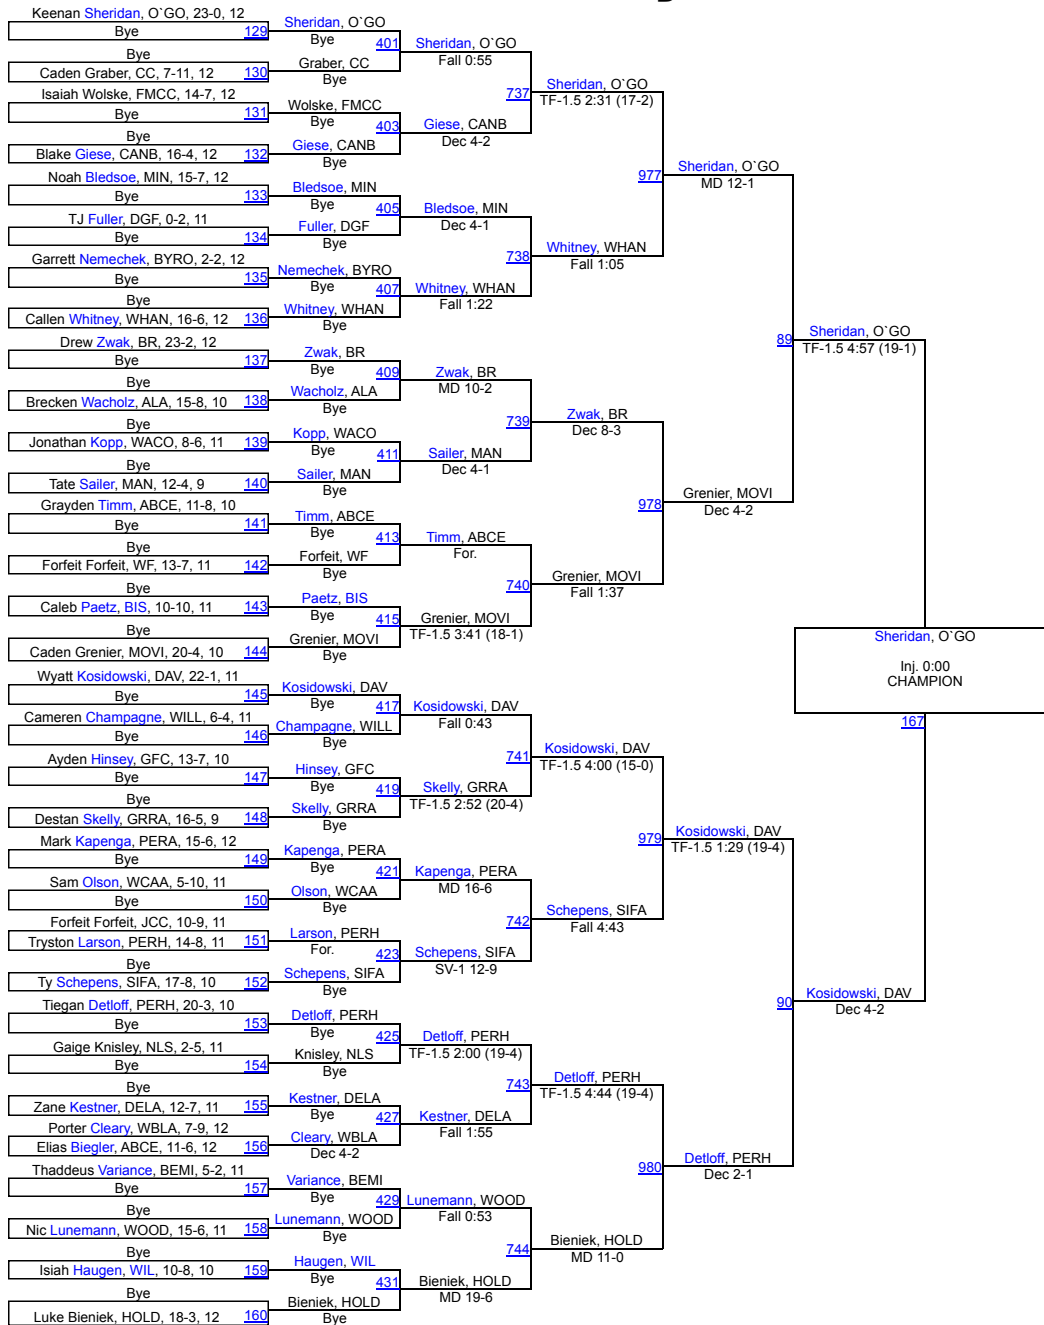 Keenan Sheridan, O`GO, 23-0, 12
Bye
129
Bye
Caden Graber, CC, 7-11, 12
130
Isaiah Wolske, FMCC, 14-7, 12
Bye
131
Bye
Blake Giese, CANB, 16-4, 12
132
Noah Bledsoe, MIN, 15-7, 12
Bye
133
TJ Fuller, DGF, 0-2, 11
Bye
134
Garrett Nemechek, BYRO, 2-2, 12
Bye
135
Bye
Callen Whitney, WHAN, 16-6, 12
136
Drew Zwak, BR, 23-2, 12
Bye
137
Bye
Brecken Wacholz, ALA, 15-8, 10
138
Bye
Jonathan Kopp, WACO, 8-6, 11
139
Bye
Tate Sailer, MAN, 12-4, 9
140
Grayden Timm, ABCE, 11-8, 10
Bye
141
Bye
Forfeit Forfeit, WF, 13-7, 11
142
Bye
Caleb Paetz, BIS, 10-10, 11
143
Bye
Caden Grenier, MOVI, 20-4, 10
144
Wyatt Kosidowski, DAV, 22-1, 11
Bye
145
Cameren Champagne, WILL, 6-4, 11
Bye
146
Ayden Hinsey, GFC, 13-7, 10
Bye
147
Bye
Destan Skelly, GRRA, 16-5, 9
148
Mark Kapenga, PERA, 15-6, 12
Bye
149
Sam Olson, WCAA, 5-10, 11
Bye
150
Forfeit Forfeit, JCC, 10-9, 11
Tryston Larson, PERH, 14-8, 11
151
Bye
Ty Schepens, SIFA, 17-8, 10
152
Tiegan Detloff, PERH, 20-3, 10
Bye
153
Gaige Knisley, NLS, 2-5, 11
Bye
154
Bye
Zane Kestner, DELA, 12-7, 11
155
Porter Cleary, WBLA, 7-9, 12
Elias Biegler, ABCE, 11-6, 12
156
Thaddeus Variance, BEMI, 5-2, 11
Bye
157
Bye
Nic Lunemann, WOOD, 15-6, 11
158
Bye
Isiah Haugen, WIL, 10-8, 10
159
Bye
Luke Bieniek, HOLD, 18-3, 12
160
Sheridan, O`GO
Bye
401
Graber, CC
Bye
Wolske, FMCC
Bye
403
Giese, CANB
Bye
Bledsoe, MIN
Bye
405
Fuller, DGF
Bye
Nemechek, BYRO
Bye
407
Whitney, WHAN
Bye
Zwak, BR
Bye
409
Wacholz, ALA
Bye
Kopp, WACO
Bye
411
Sailer, MAN
Bye
Timm, ABCE
Bye
413
Forfeit, WF
Bye
Paetz, BIS
Bye
415
Grenier, MOVI
Bye
Kosidowski, DAV
Bye
417
Champagne, WILL
Bye
Hinsey, GFC
Bye
419
Skelly, GRRA
Bye
Kapenga, PERA
Bye
421
Olson, WCAA
Bye
Larson, PERH
For.
423
Schepens, SIFA
Bye
Detloff, PERH
Bye
425
Knisley, NLS
Bye
Kestner, DELA
Bye
427
Cleary, WBLA
Dec 4-2
Variance, BEMI
Bye
429
Lunemann, WOOD
Bye
Haugen, WIL
Bye
431
Bieniek, HOLD
Bye
Sheridan, O`GO
Fall 0:55
737
Giese, CANB
Dec 4-2
Bledsoe, MIN
Dec 4-1
738
Whitney, WHAN
Fall 1:22
Zwak, BR
MD 10-2
739
Sailer, MAN
Dec 4-1
Timm, ABCE
For.
740
Grenier, MOVI
TF-1.5 3:41 (18-1)
Kosidowski, DAV
Fall 0:43
741
Skelly, GRRA
TF-1.5 2:52 (20-4)
Kapenga, PERA
MD 16-6
742
Schepens, SIFA
SV-1 12-9
Detloff, PERH
TF-1.5 2:00 (19-4)
743
Kestner, DELA
Fall 1:55
Lunemann, WOOD
Fall 0:53
744
Bieniek, HOLD
MD 19-6
Sheridan, O`GO
TF-1.5 2:31 (17-2)
977
Whitney, WHAN
Fall 1:05
Zwak, BR
Dec 8-3
978
Grenier, MOVI
Fall 1:37
Kosidowski, DAV
TF-1.5 4:00 (15-0)
979
Schepens, SIFA
Fall 4:43
Detloff, PERH
TF-1.5 4:44 (19-4)
980
Bieniek, HOLD
MD 11-0
Sheridan, O`GO
MD 12-1
89
Grenier, MOVI
Dec 4-2
Kosidowski, DAV
TF-1.5 1:29 (19-4)
90
Detloff, PERH
Dec 2-1
Sheridan, O`GO
TF-1.5 4:57 (19-1)
Kosidowski, DAV
Dec 4-2
Sheridan, O`GO
Inj. 0:00
CHAMPION
167